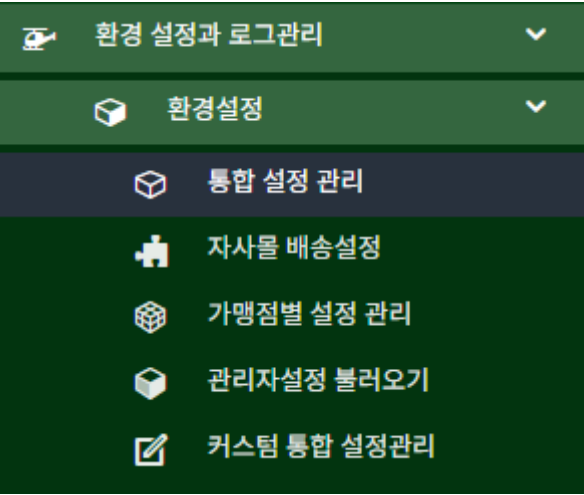 환경 설정과 로그관리
환경설정
통합 설정 관리
자사몰 배송설정
가맹점별 설정 관리
관리자설정 불러오기
커스텀 통합 설정관리